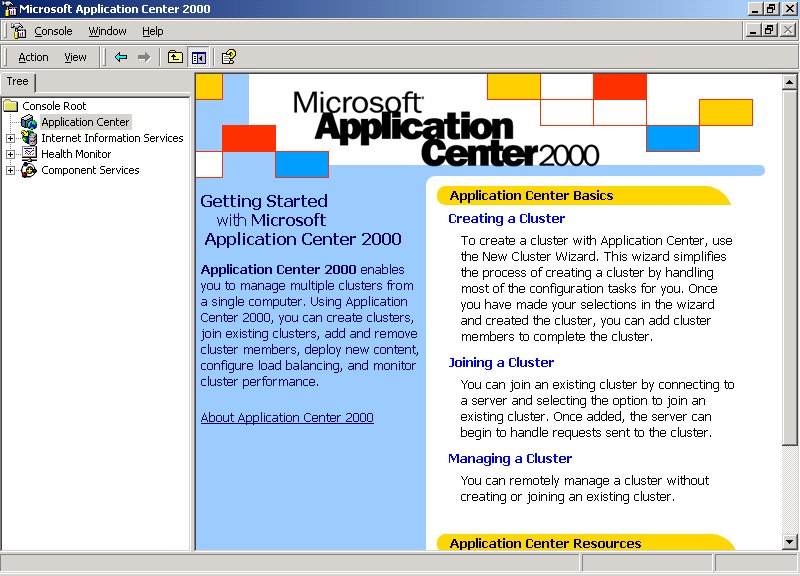 Microsoft Application Center 2000
Console Window Help
Action View
Tree
Console Root
Application Center
Internet Information Services
Health Monitor
Component Services
Microsoft
Application
Center 2000
Getting Started
with Microsoft
Application Center 2000
Application Center 2000 enables
you to manage multiple clusters from
a single computer. Using Application
Center 2000, you can create clusters,
join existing clusters, add and remove
cluster members, deploy new content,
configure load balancing, and monitor
cluster performance.
About Application Center 2000
Application Center Basics
Creating a Cluster
To create a cluster with Application Center, use
the New Cluster Wizard. This wizard simplifies
the process of creating a cluster by handling
most of the configuration tasks for you. Once
you have made your selections in the wizard
and created the cluster, you can add cluster
members to complete the cluster.
Joining a Cluster
You can join an existing cluster by connecting to
a server and selecting the option to join an
existing cluster. Once added, the server can
begin to handle requests sent to the cluster.
Managing a Cluster
You can remotely manage a cluster without
creating or joining an existing cluster.
Application Center Resources